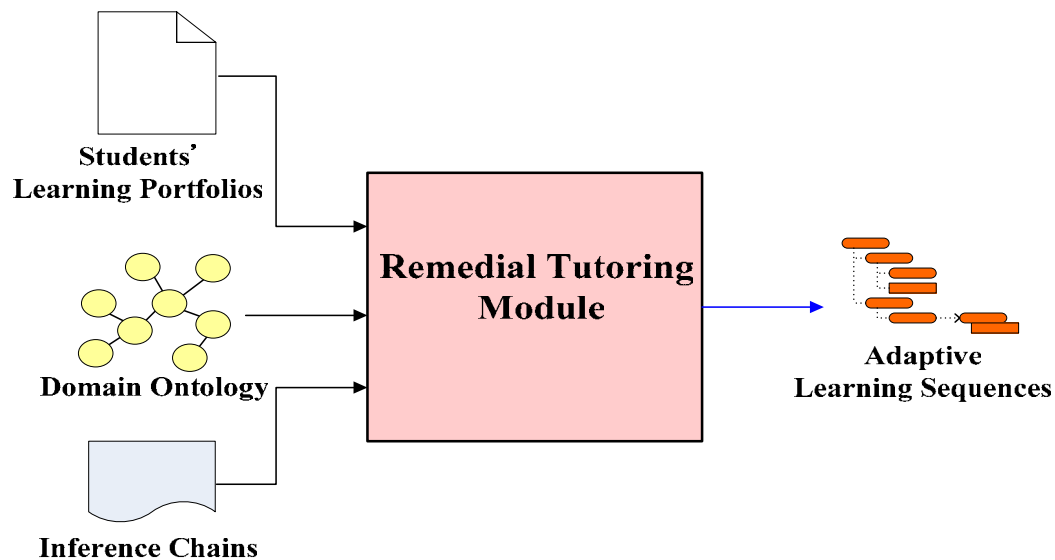 Students’
Learning Portfolios
Domain Ontology
Inference Chains
Remedial Tutoring
Module
Adaptive
Learning Sequences